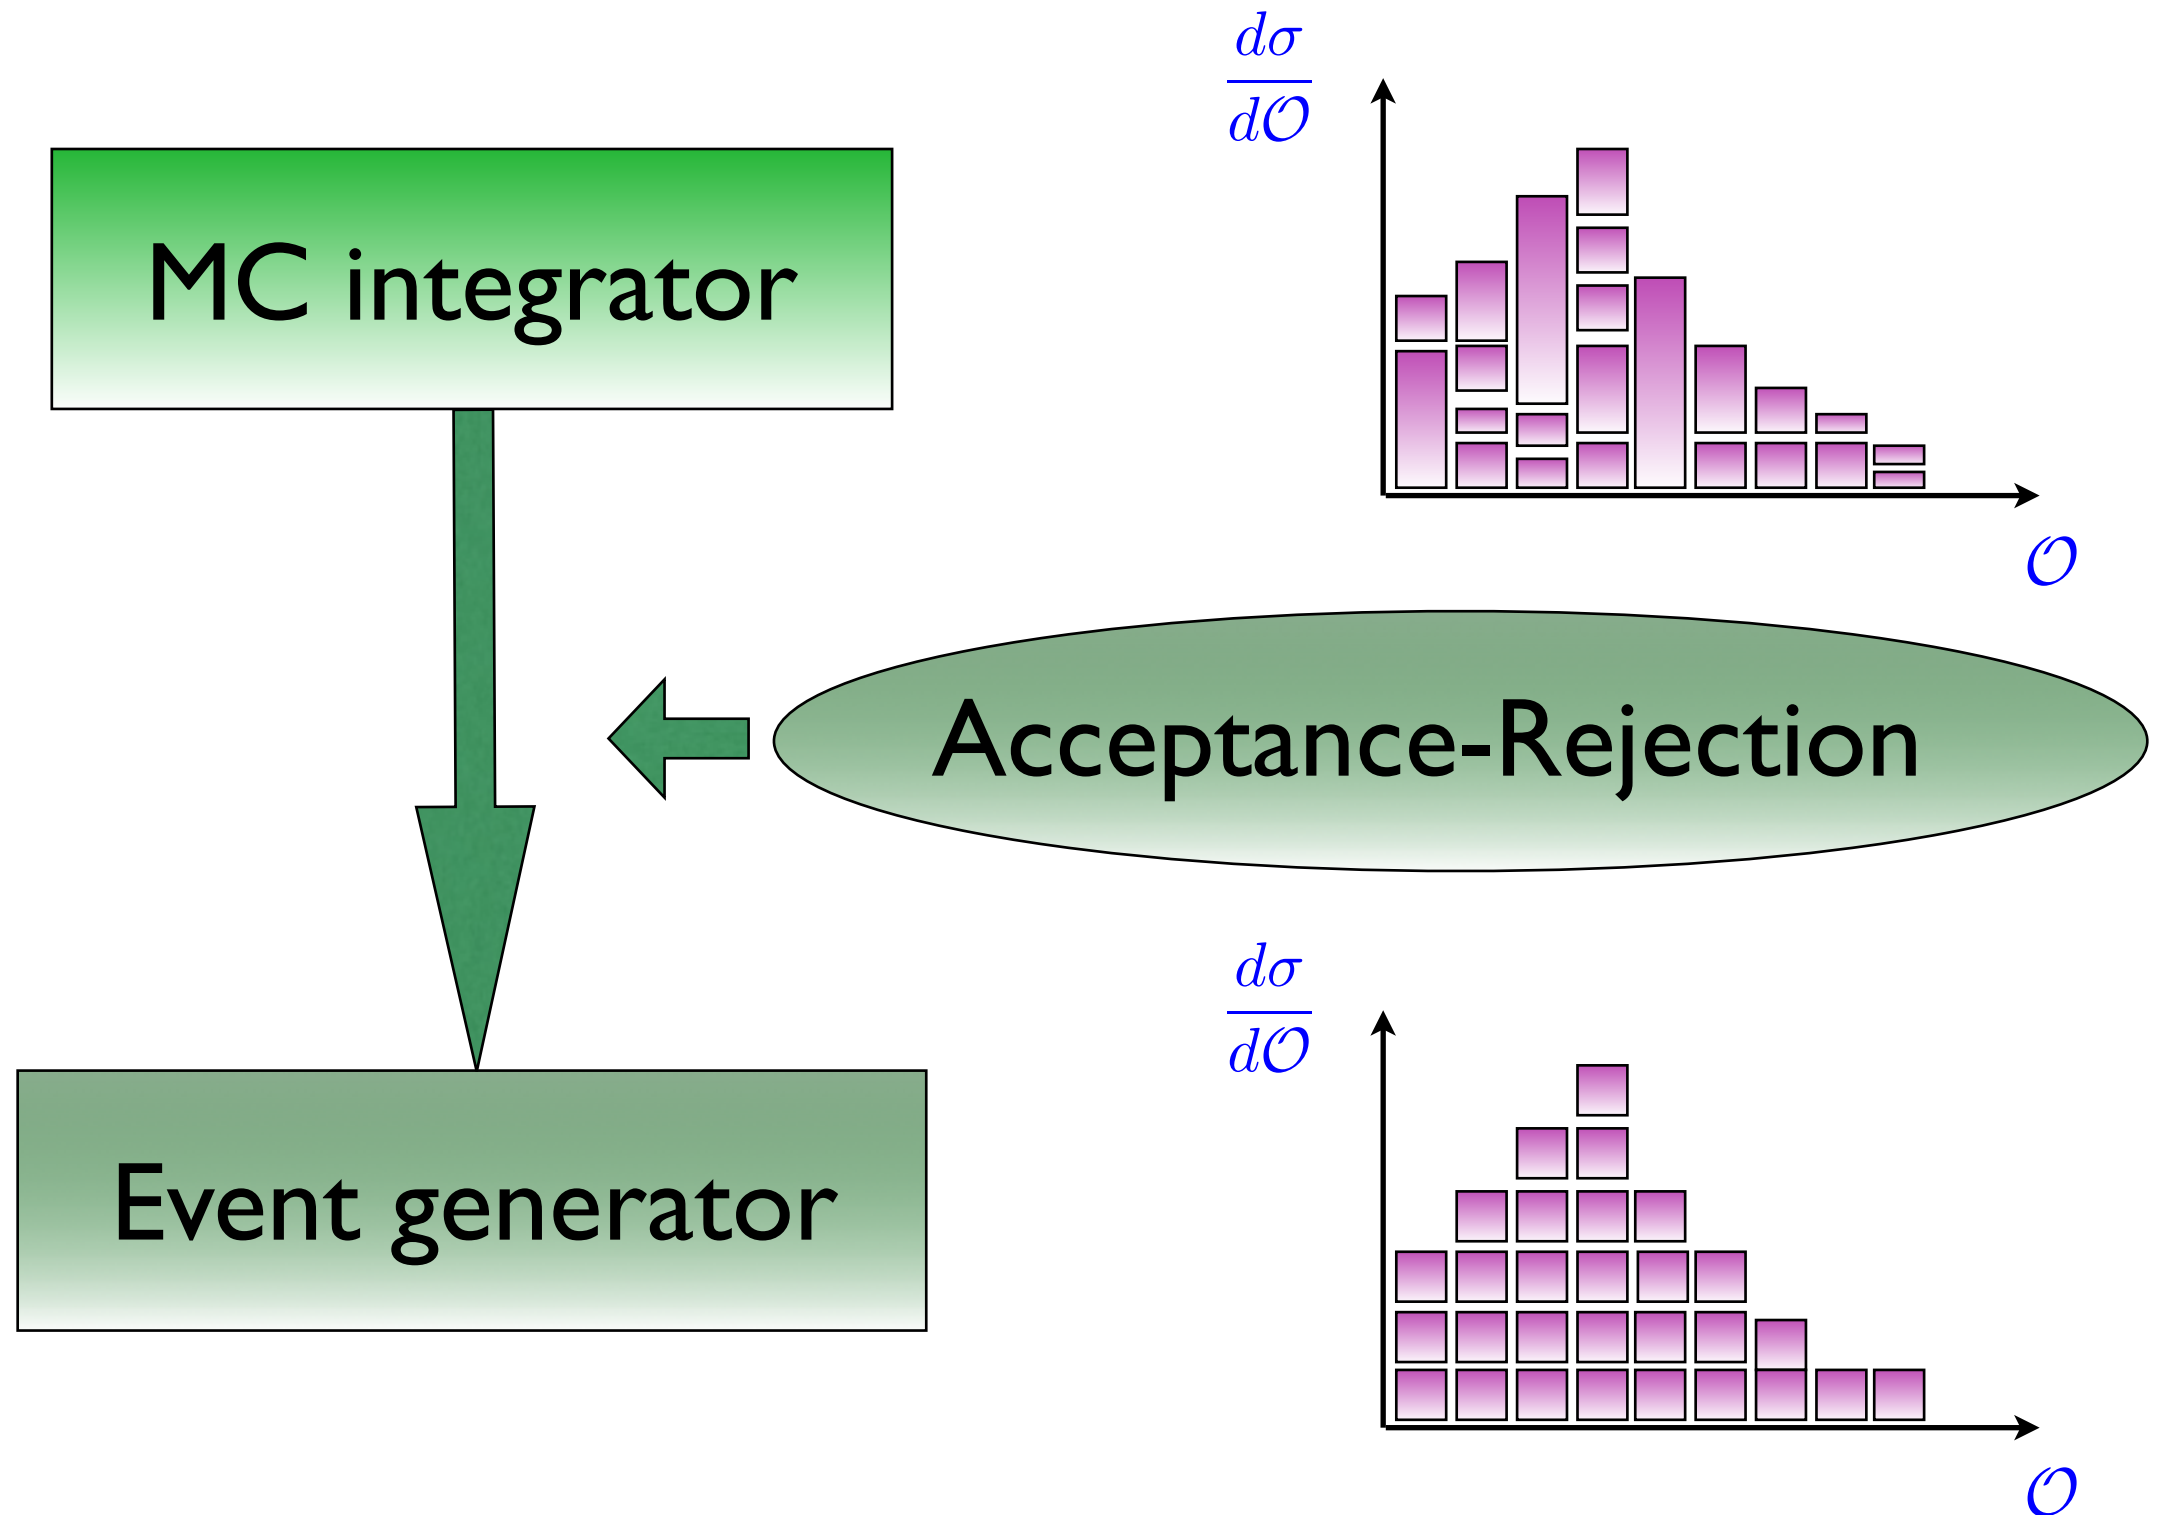 dσ
dO
MC integrator
O
Acceptance-Rejection
dσ
dO
Event generator
O